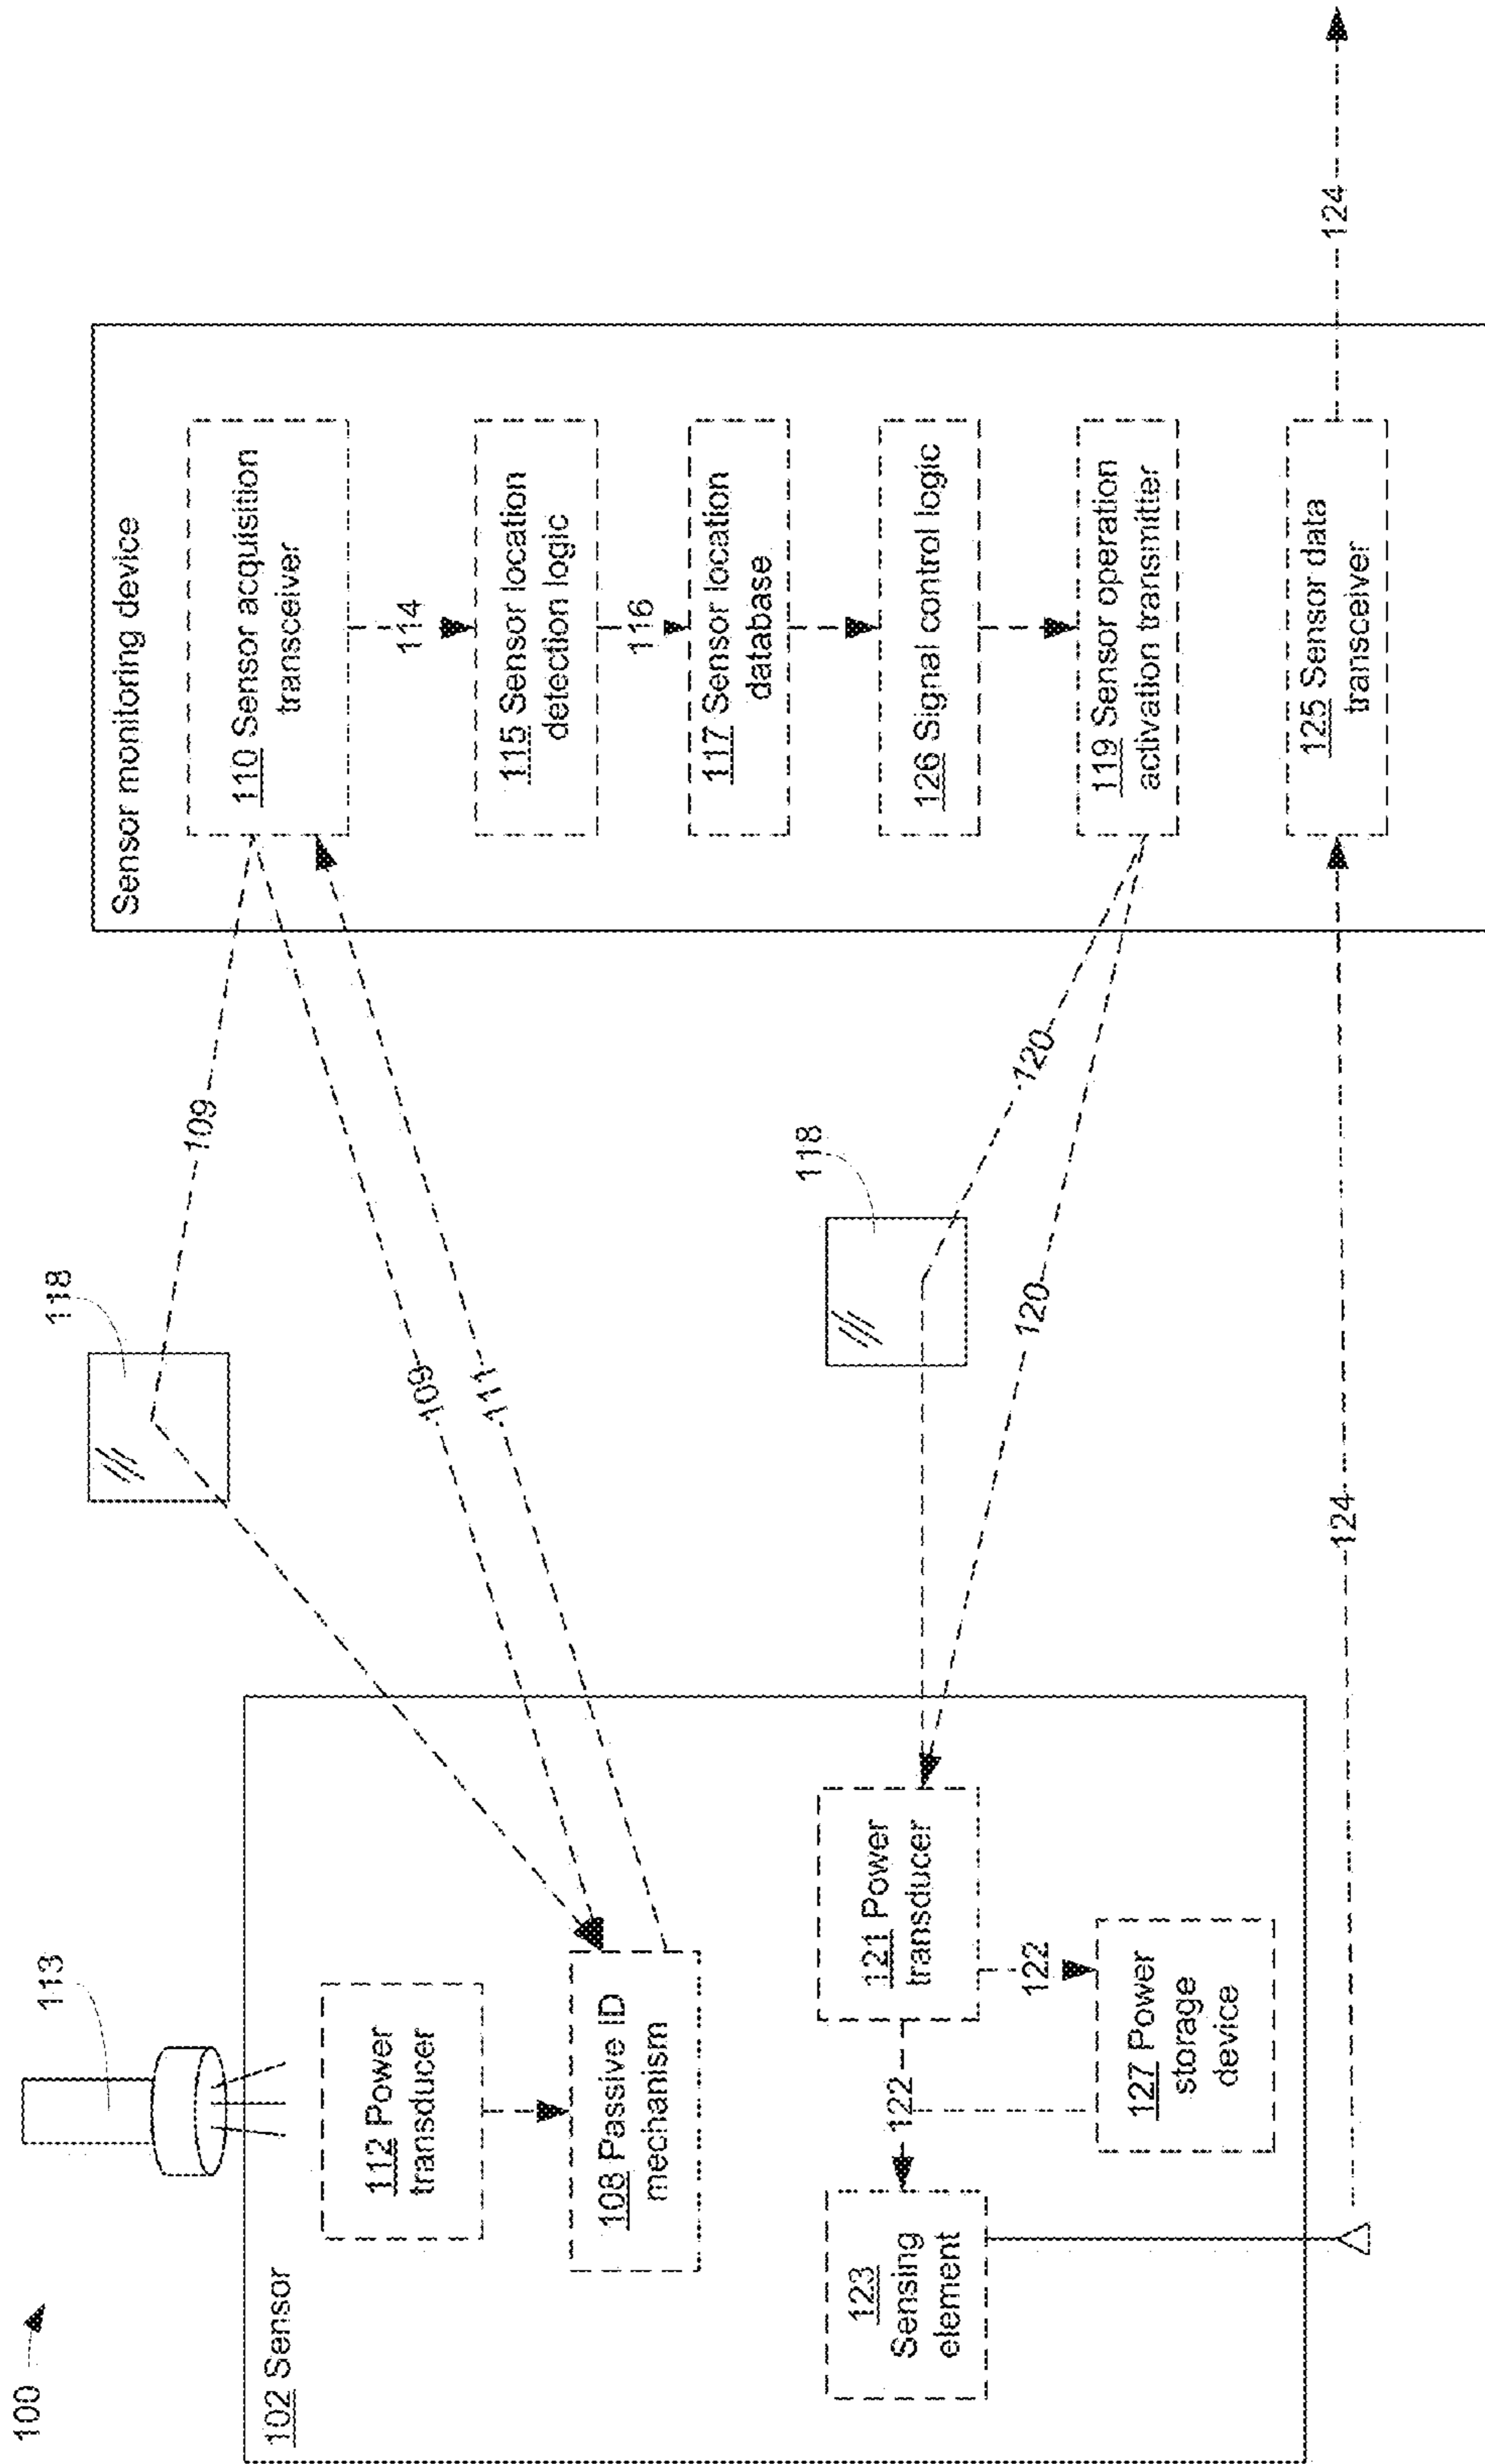 100
113
118
109
102 Sensor
112 Power
transducer
108 Passive ID
mechanism
109
111
Sensor monitoring device
110 Sensor acquisition
transceiver
114
115 Sensor location
detection logic
116
117 Sensor location
database
126 Signal control logic
119 Sensor operation
activation transmitter
125 Sensor data
transceiver
118
120
120
121 Power
transducer
122
122
123
Sensing
element
127 Power
storage
device
124
124